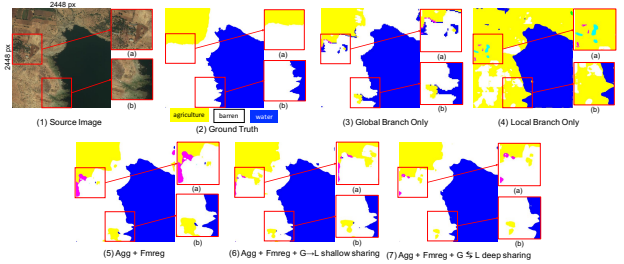 2448 px
2448 px
(a)
(b)
(1) Source Image
(a)
(b)
agriculture
barren
water
(2) Ground Truth
(a)
(b)
(3) Global Branch Only
(a)
(b)
(4) Local Branch Only
(a)
(b)
(5) Agg + Fmreg
(a)
(b)
(6) Agg + Fmreg + G→L shallow sharing
(a)
(b)
(7) Agg + Fmreg + G ⇆ L deep sharing